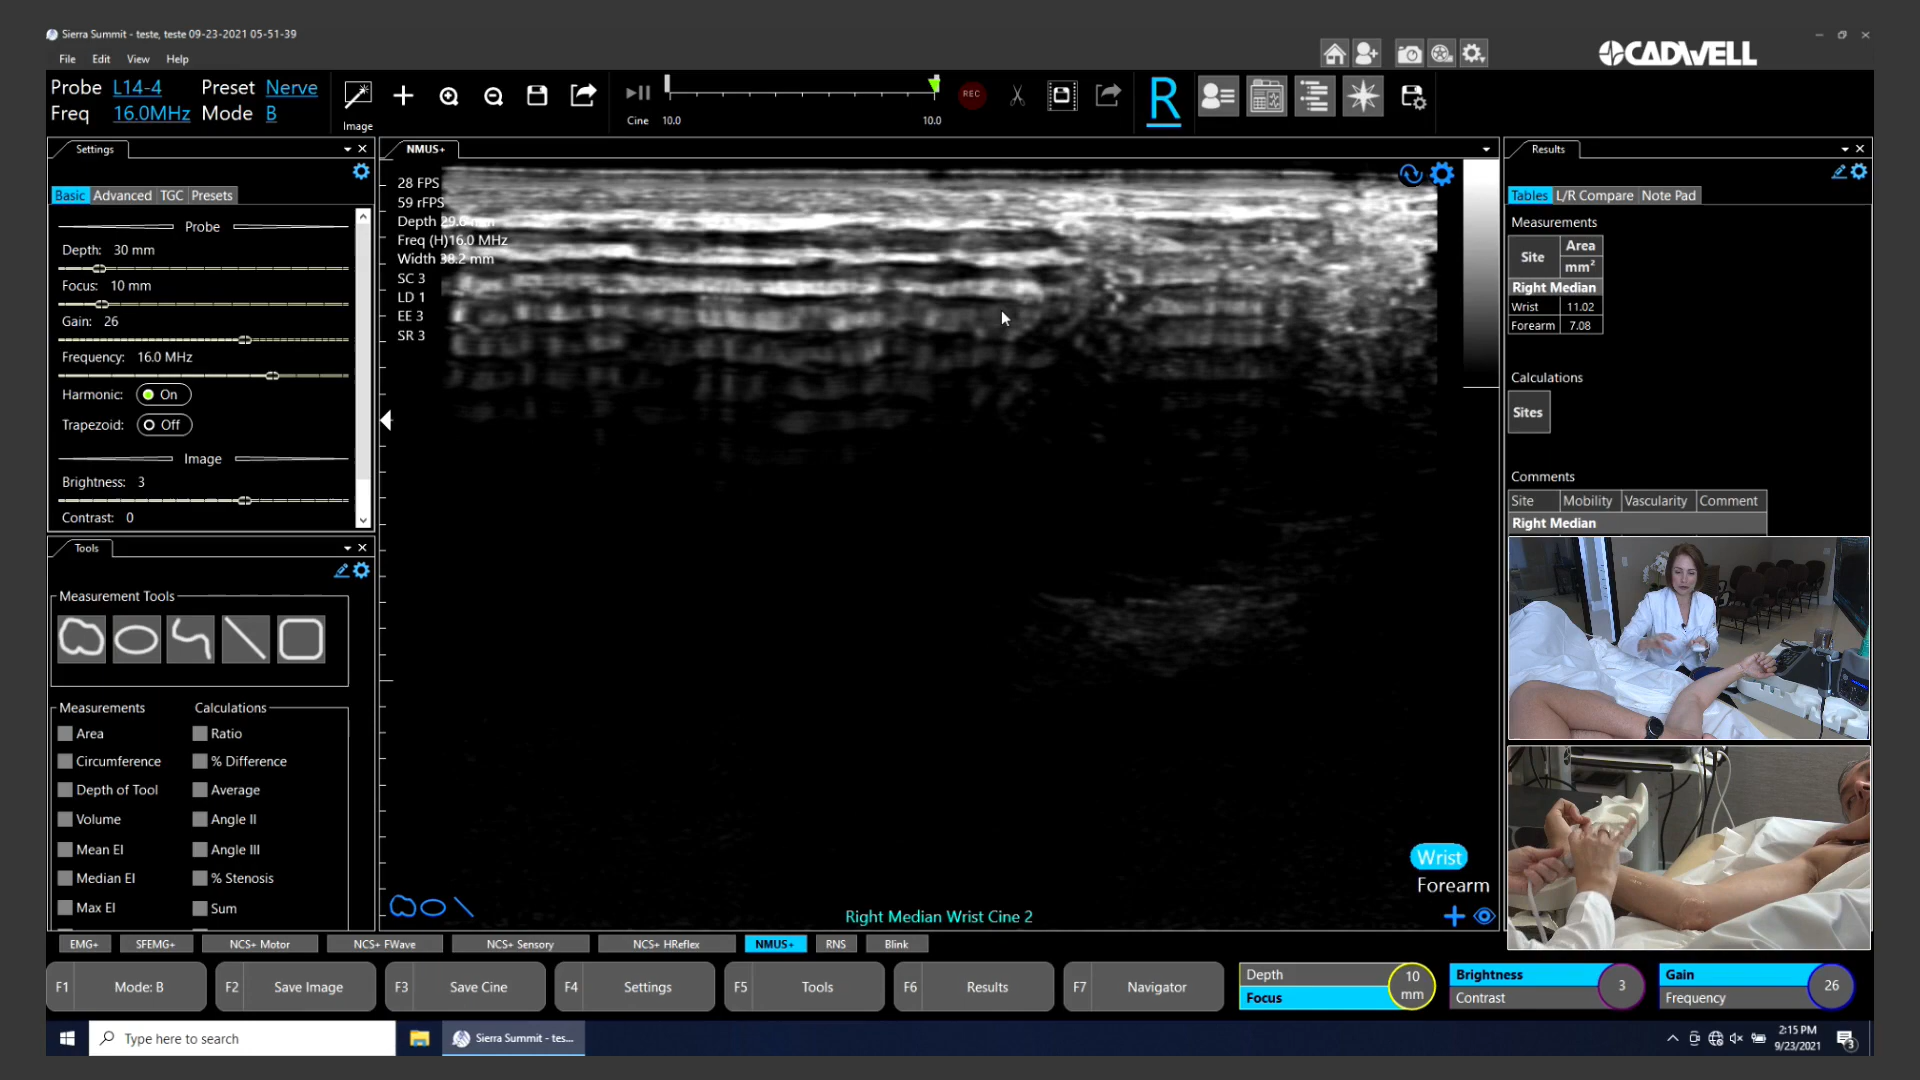 Sierra Summit - teste, teste 09-23-2021 05-51-39
File Edit View Help
CADWELL
Probe L14-4 Preset Nerve
Freq 16.0MHz Mode B
Image
Cine 10.0 10.0
REC
R
Settings
Basic Advanced TGC Presets
Probe
Depth: 30 mm
Focus: 10 mm
Gain: 26
Frequency: 16.0 MHz
Harmonic: On
Trapezoid: Off
Image
Brightness: 3
Contrast: 0
Tools
Measurement Tools
Measurements Calculations
Area Ratio
Circumference % Difference
Depth of Tool Average
Volume Angle II
Mean EI Angle III
Median EI % Stenosis
Max EI Sum
NMUS+
28 FPS
59 rFPS
Depth 29.6 mm
Freq (H)16.0 MHz
Width 38.2 mm
SC 3
LD 1
EE 3
SR 3
Wrist
Forearm
Right Median Wrist Cine 2
Results
Tables L/R Compare Note Pad
Measurements
Site Area
mm²
Right Median
Wrist 11.02
Forearm 7.08
Calculations
Sites
Comments
Site Mobility Vascularity Comment
Right Median
EMG+ SFEMG+ NCS+ Motor NCS+ FWave NCS+ Sensory NCS+ HReflex NMUS+ RNS Blink
F1 Mode: B F2 Save Image F3 Save Cine F4 Settings F5 Tools F6 Results F7 Navigator
Depth 10 Brightness 3 Gain 26
Focus mm Contrast Frequency
Type here to search
Sierra Summit - tes...
2:15 PM
9/23/2021
3